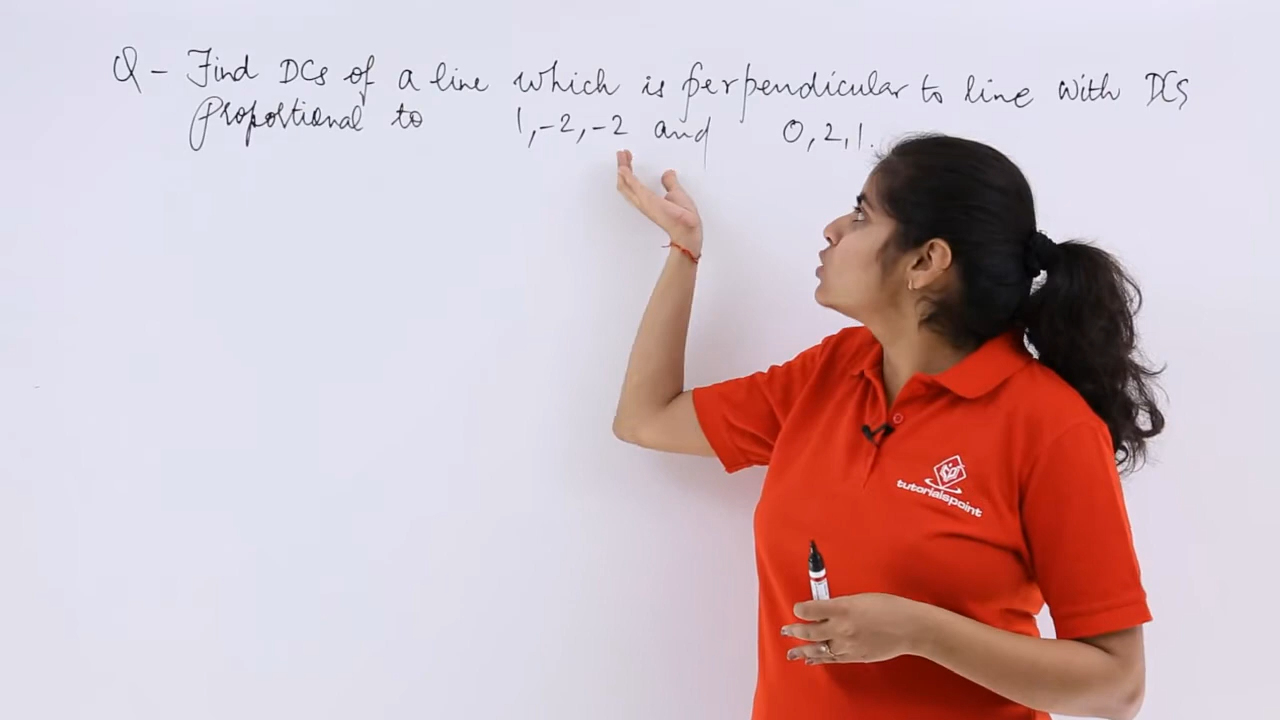 Q - Find DCs of a line which is perpendicular to line with DCs
proportional to 1, -2, -2 and 0, 2, 1.
tutorialspoint